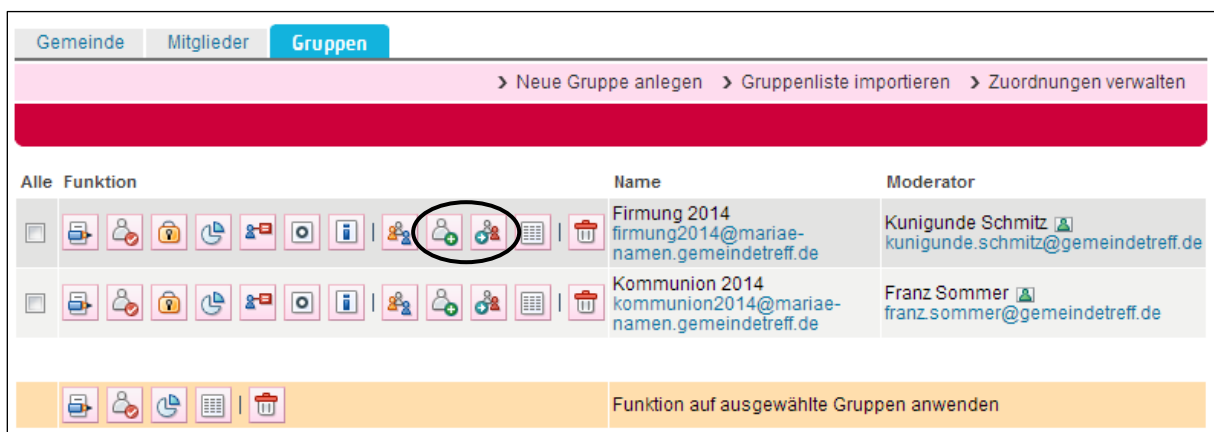 Gemeinde Mitglieder Gruppen
› Neue Gruppe anlegen › Gruppenliste importieren › Zuordnungen verwalten
Alle Funktion Name Moderator
Firmung 2014
firmung2014@mariae-
namen.gemeindetreff.de
Kunigunde Schmitz
kunigunde.schmitz@gemeindetreff.de
Kommunion 2014
kommunion2014@mariae-
namen.gemeindetreff.de
Franz Sommer
franz.sommer@gemeindetreff.de
Funktion auf ausgewählte Gruppen anwenden